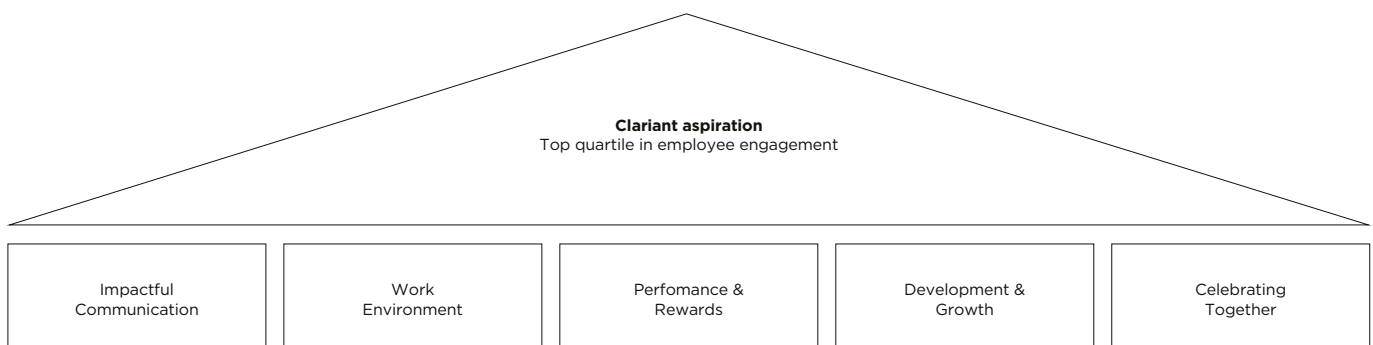 Clariant aspiration
Top quartile in employee engagement
Impactful
Communication
Work
Environment
Perfomance &
Rewards
Development &
Growth
Celebrating
Together